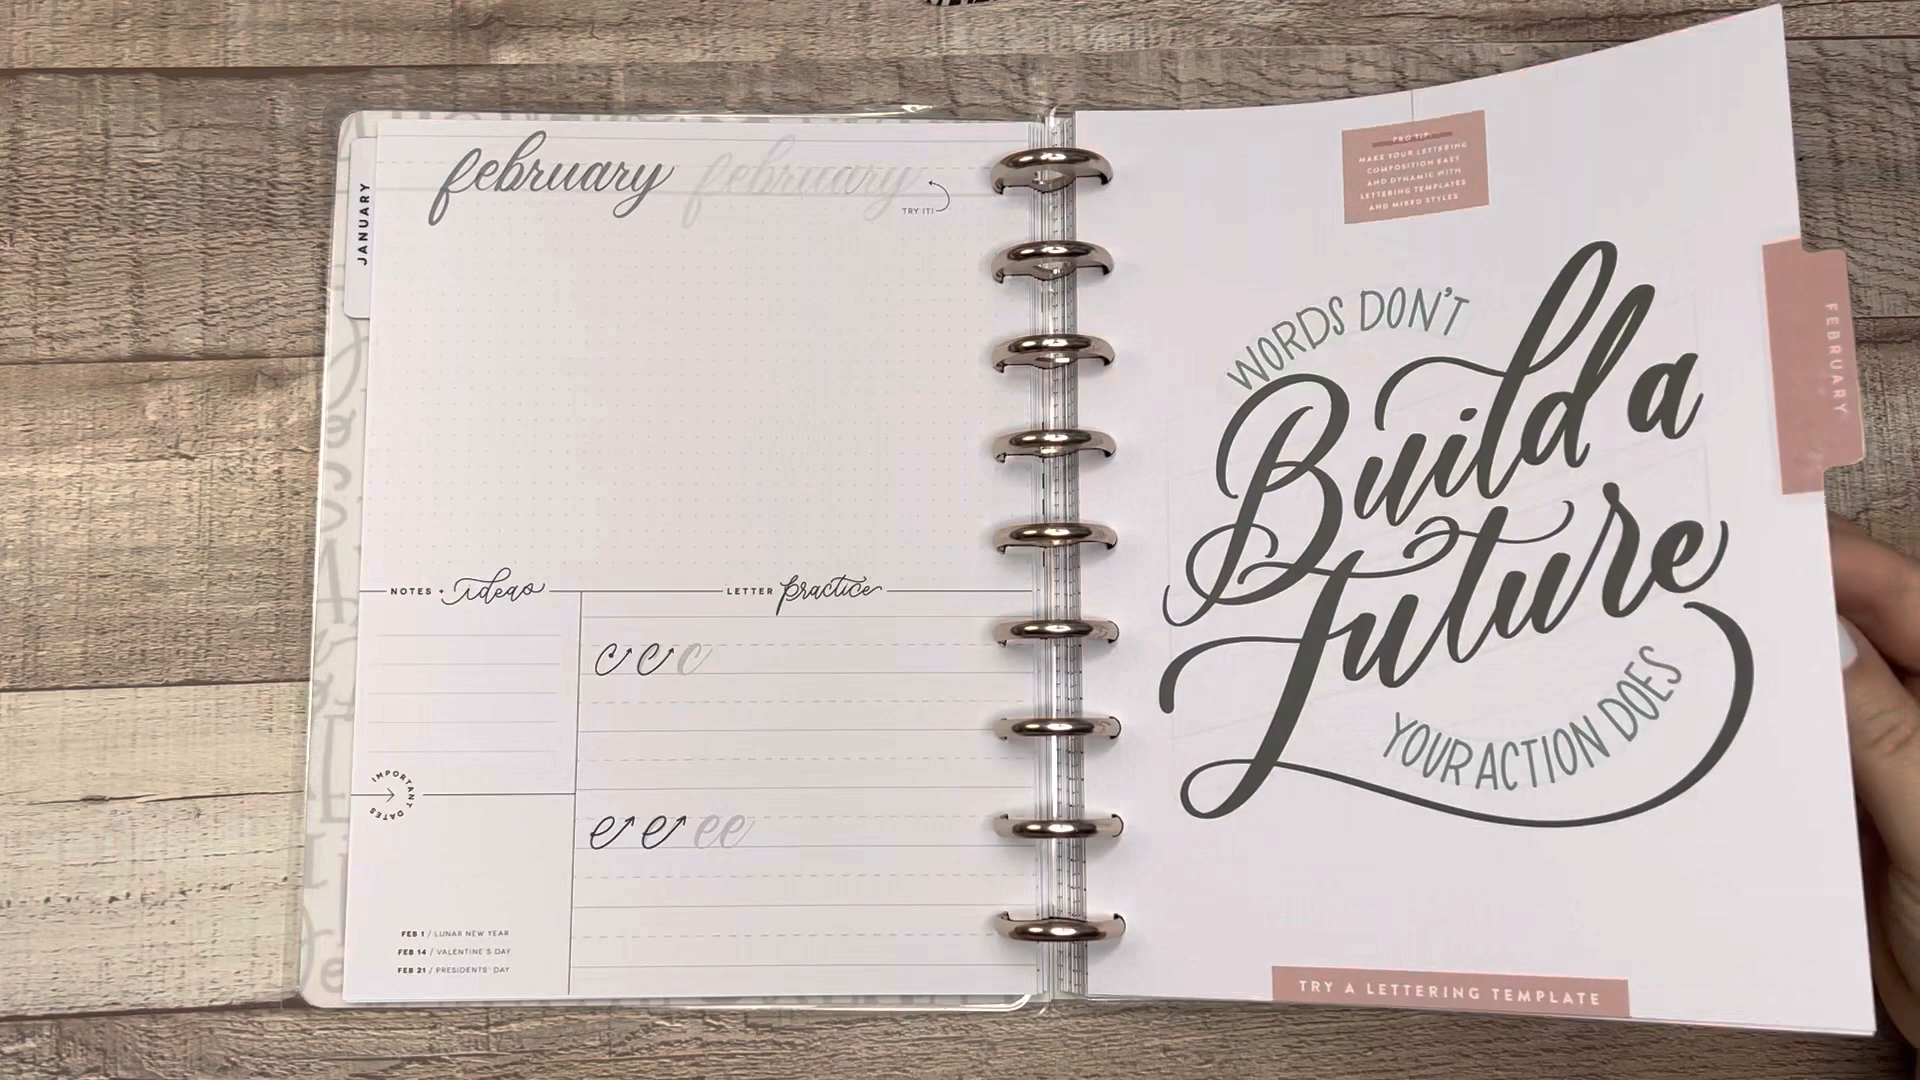 JANUARY
february february
TRY IT!
NOTES + ideas
LETTER practice
c c c
e e e e
IMPORTANT DATES
FEB 1 / LUNAR NEW YEAR
FEB 14 / VALENTINE'S DAY
FEB 21 / PRESIDENTS' DAY
PRO TIP:
MAKE YOUR LETTERING
COMPOSITION EASY
AND DYNAMIC WITH
LETTERING TEMPLATES
AND MIXED STYLES
WORDS DON'T
Build a
future
YOUR ACTION DOES
FEBRUARY
TRY A LETTERING TEMPLATE